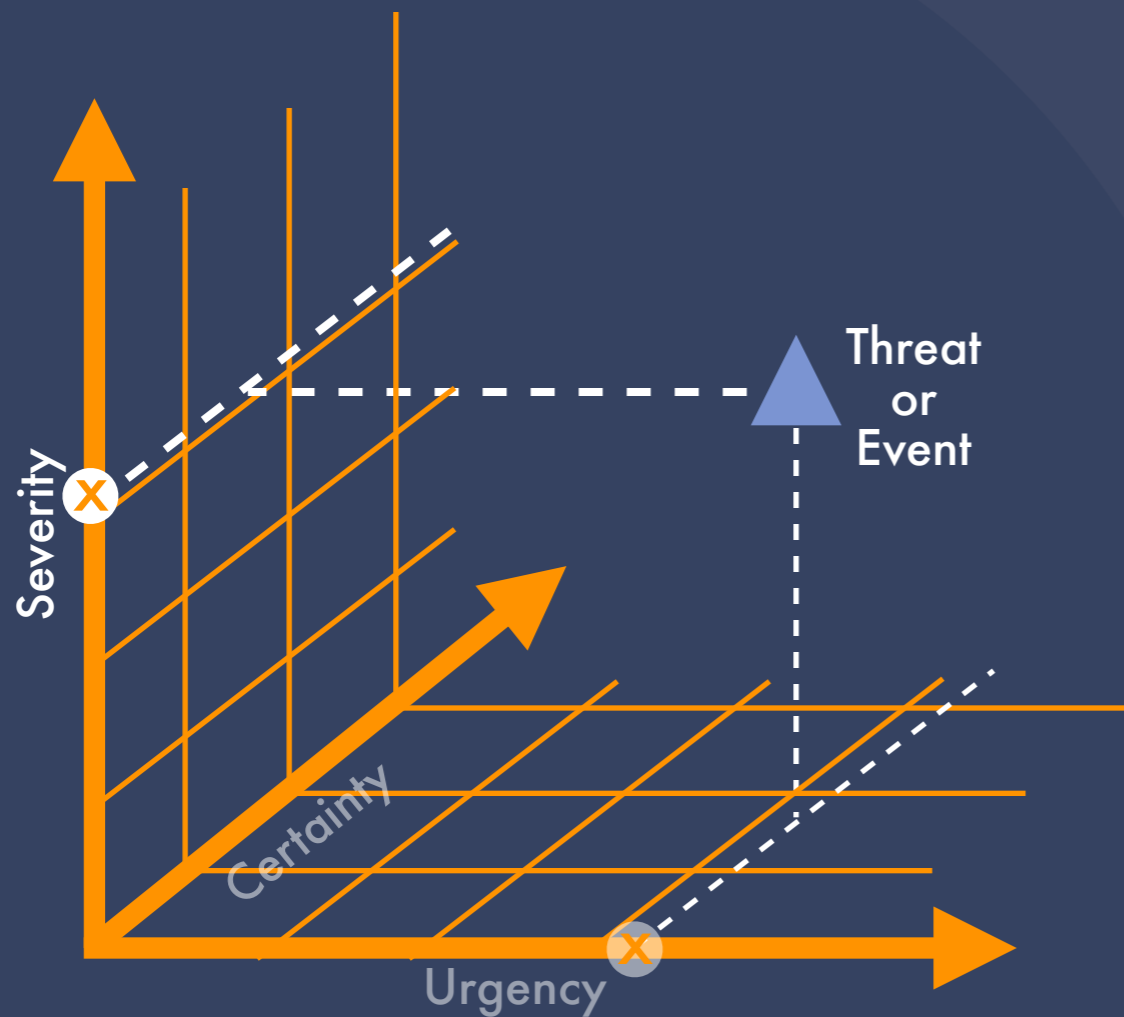 Threat
or
Event
Severity
X
Certainty
X
Urgency